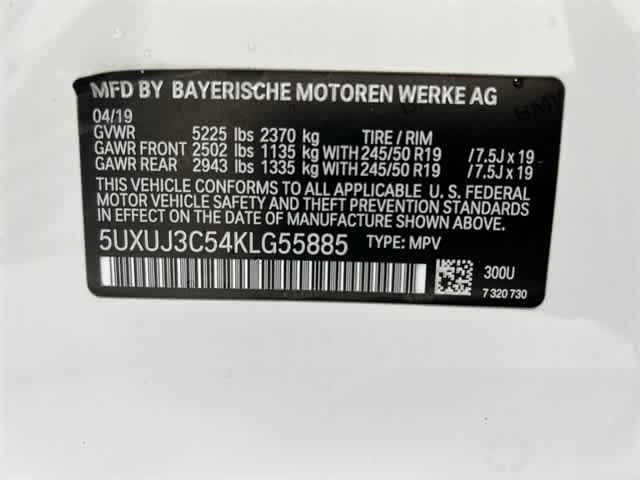 MFD BY BAYERISCHE MOTOREN WERKE AG
04/19
GVWR 5225 lbs 2370 kg TIRE / RIM
GAWR FRONT 2502 lbs 1135 kg WITH 245/50 R19 /7.5J x 19
GAWR REAR 2943 lbs 1335 kg WITH 245/50 R19 /7.5J x 19
THIS VEHICLE CONFORMS TO ALL APPLICABLE U. S. FEDERAL
MOTOR VEHICLE SAFETY AND THEFT PREVENTION STANDARDS
IN EFFECT ON THE DATE OF MANUFACTURE SHOWN ABOVE.
5UXUJ3C54KLG55885 TYPE: MPV
300U
7 320 730